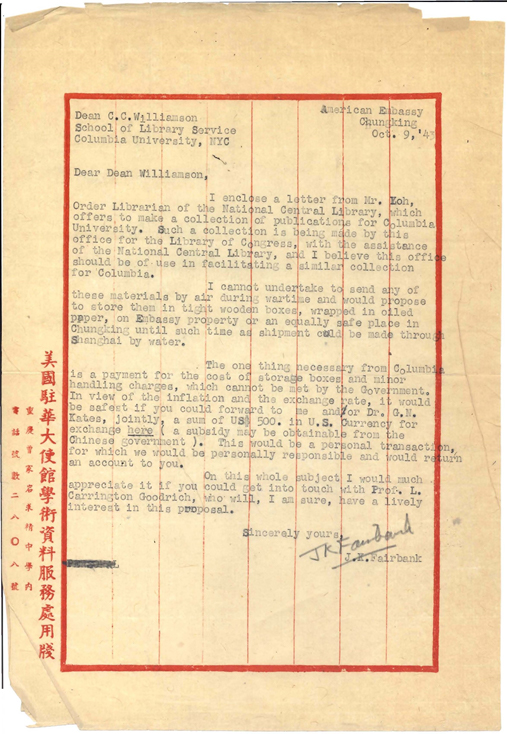 Dean C.C.Williamson
School of Library Service
Columbia University, NYC
American Embassy
Chungking
Oct. 9, '43
Dear Dean Williamson,
I enclose a letter from Mr. Koh,
Order Librarian of the National Central Library, which
offers to make a collection of publications for Columbia
University. Such a collection is being made by this
office for the Library of Congress, with the assistance
of the National Central Library, and I believe this office
should be of use in facilitating a similar collection
for Columbia.
I cannot undertake to send any of
these materials by air during wartime and would propose
to store them in tight wooden boxes, wrapped in oiled
paper, on Embassy property or an equally safe place in
Chungking until such time as shipment could be made through
Shanghai by water.
The one thing necessary from Columbia
is a payment for the cost of storage boxes and minor
handling charges, which cannot be met by the Government.
In view of the inflation and the exchange rate, it would
be safest if you could forward to me and/or Dr. G.N.
Kates, jointly, a sum of US$ 500. in U.S. Currency for
exchange here ( a subsidy may be obtainable from the
Chinese government ). This would be a personal transaction,
for which we would be personally responsible and would return
an account to you.
On this whole subject I would much
appreciate it if you could get into touch with Prof. L.
Carrington Goodrich, who will, I am sure, have a lively
interest in this proposal.
Sincerely yours,
JK Fairbank
J.K.Fairbank
美國駐華大使館學術資料服務處用牋
重慶曾家岩求精中學內
電話號數二八〇八號